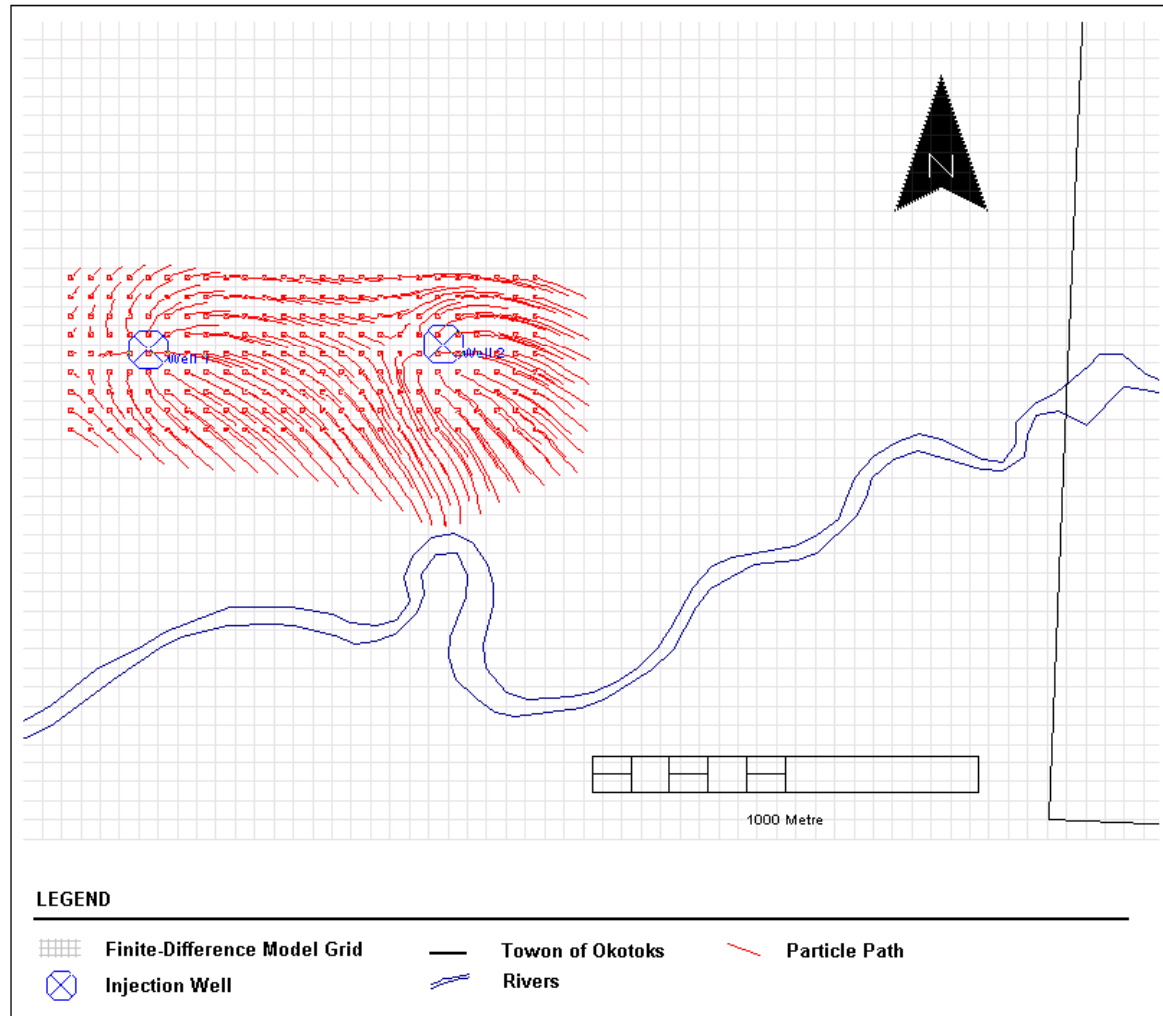 N
Well 1
Well 2
1000 Metre
LEGEND
Finite-Difference Model Grid
Towon of Okotoks
Particle Path
Injection Well
Rivers